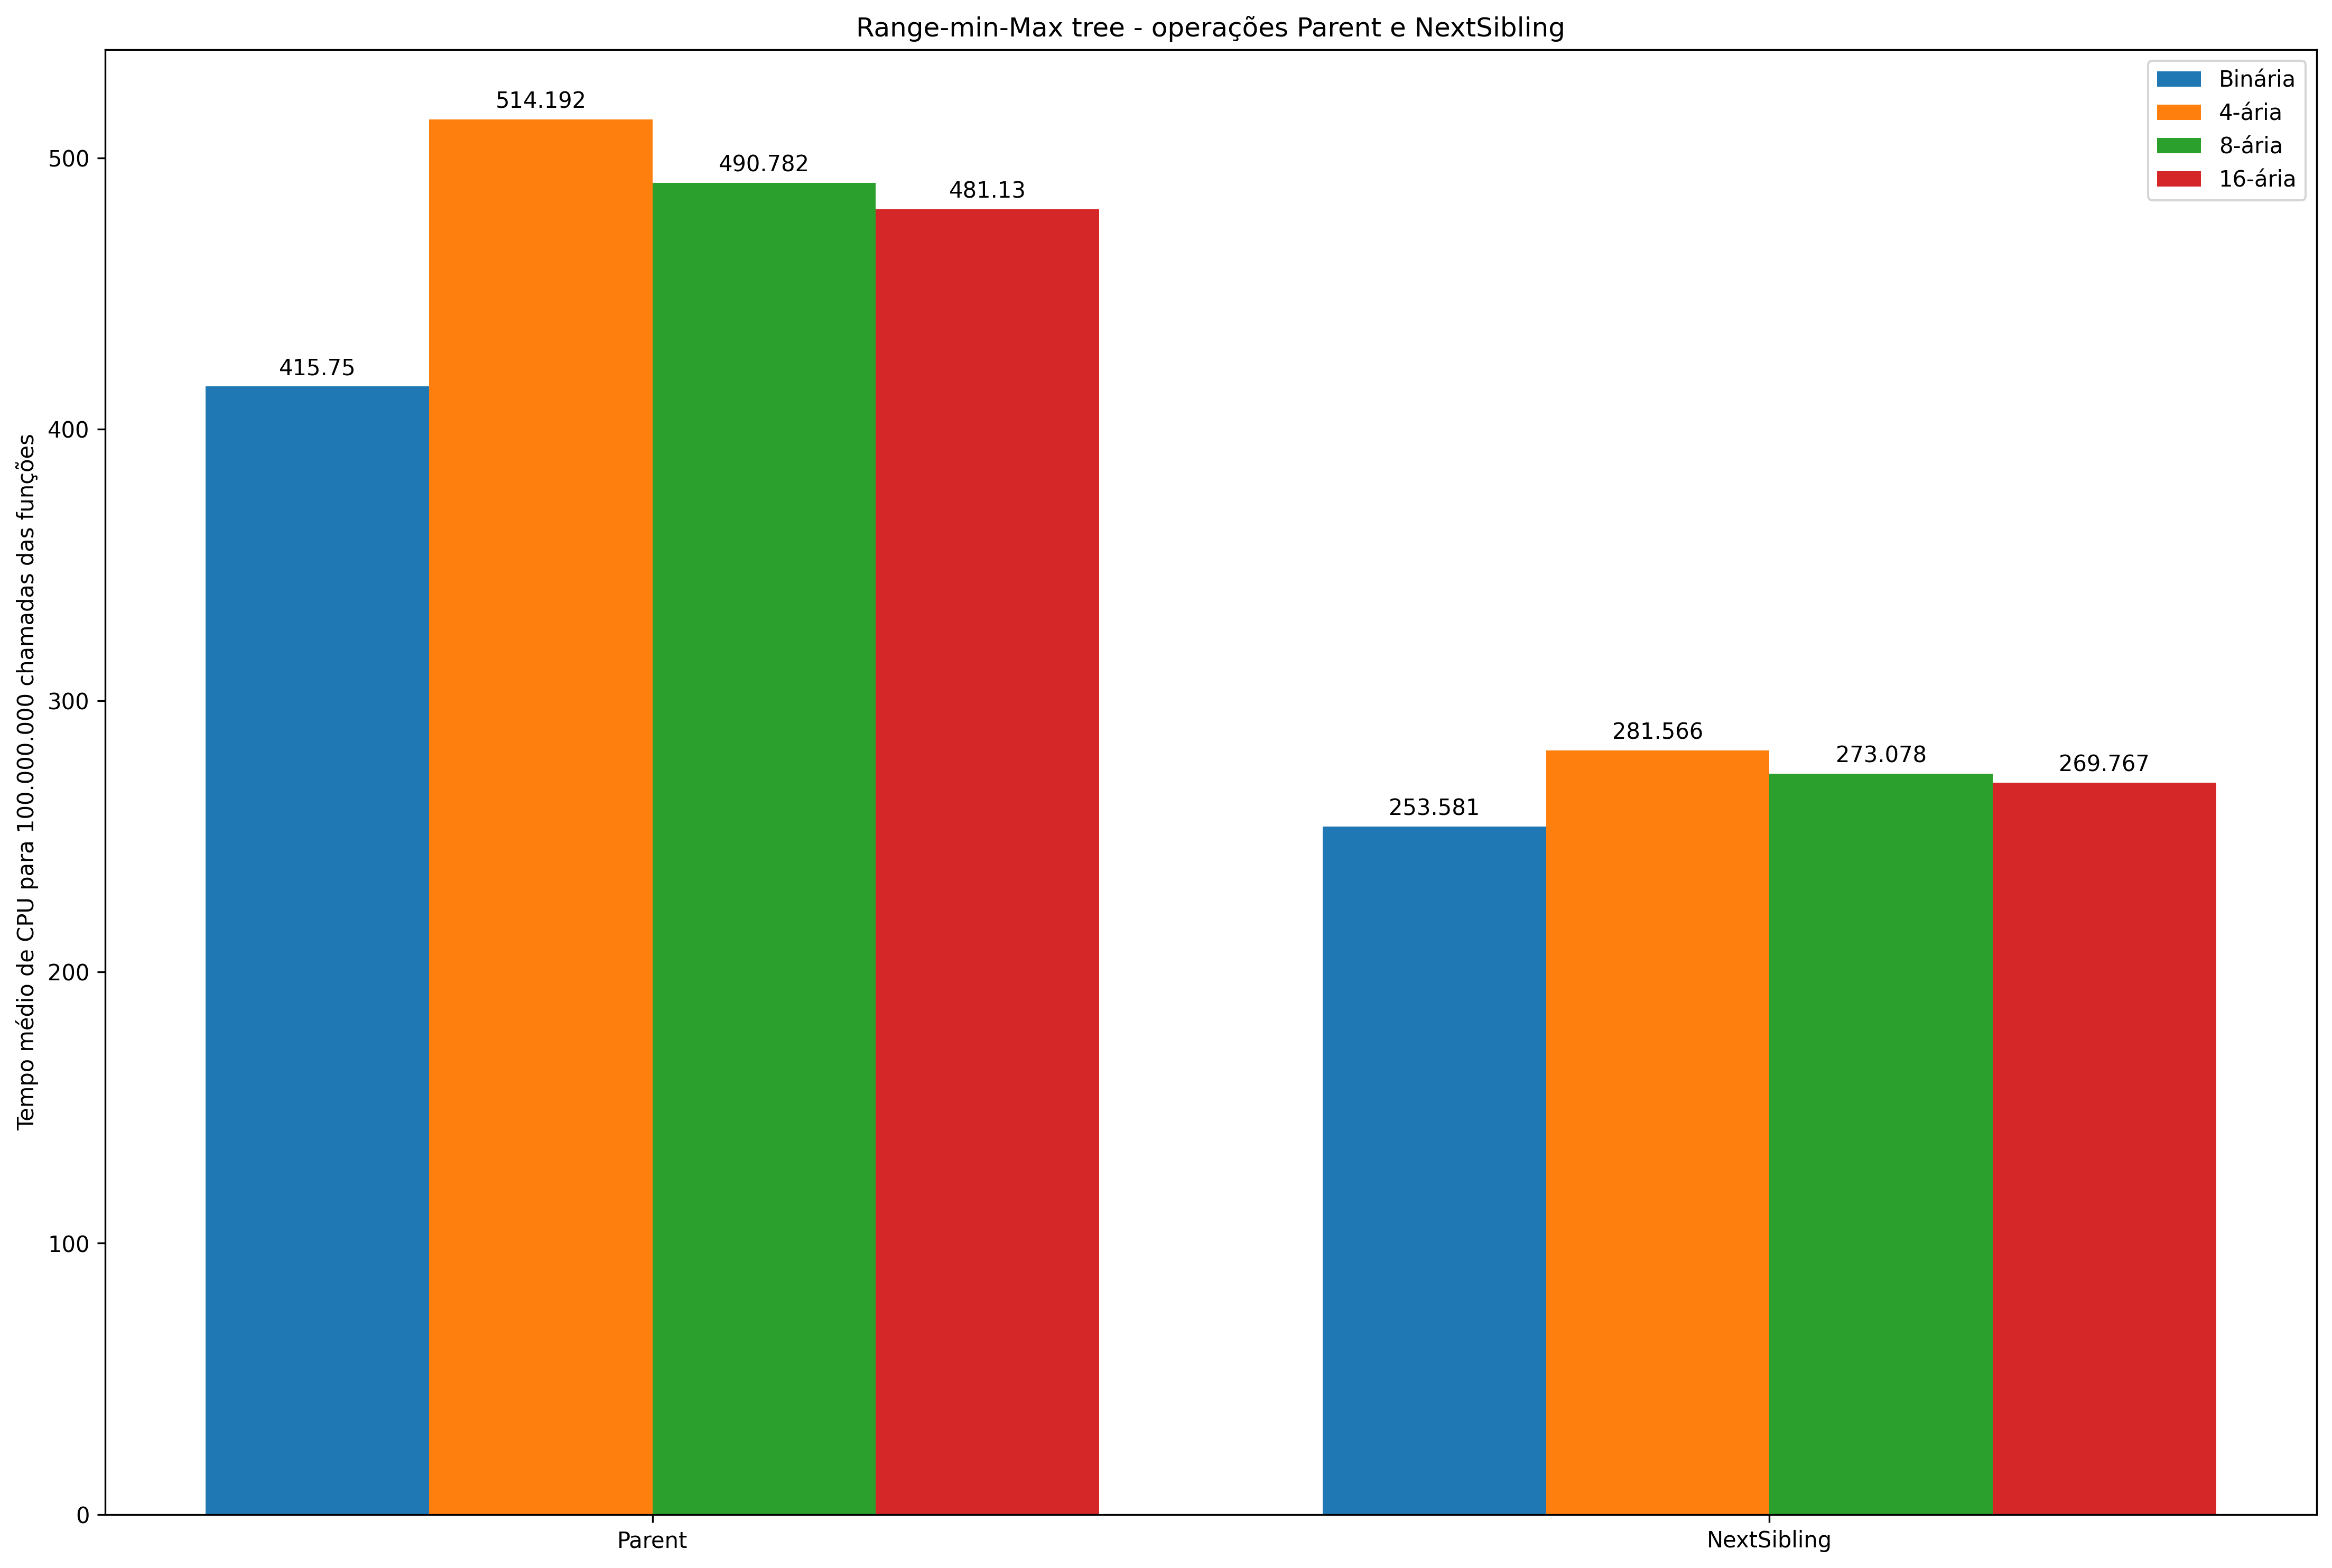 Range-min-Max tree - operações Parent e NextSibling
Binária
4-ária
8-ária
16-ária
Tempo médio de CPU para 100.000.000 chamadas das funções
500
400
300
200
100
0
415.75
514.192
490.782
481.13
253.581
281.566
273.078
269.767
Parent
NextSibling